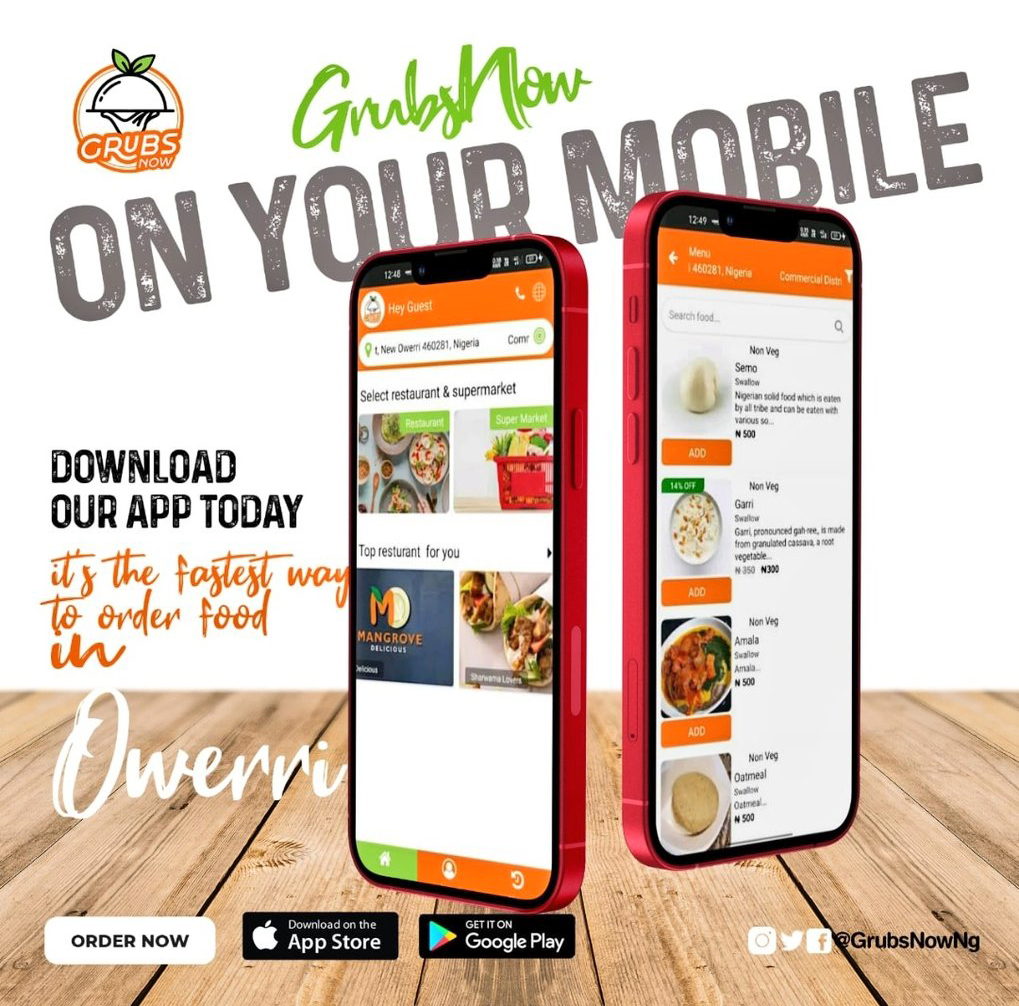 GRUBS
NOW
GrubsNow
ON YOUR MOBILE
DOWNLOAD
OUR APP TODAY
it's the fastest way
to order food
in
Owerri
12:48
Hey Guest
t, New Owerri 460281, Nigeria
Comr
Select restaurant & supermarket
Restaurant
Super Market
Top resturant for you
M
MANGROVE
DELICIOUS
Delicious
Sharwama Lovers
12:49
Menu
i 460281, Nigeria
Commercial Distri
Search food...
Non Veg
Semo
Swallow
Nigerian solid food which is eaten
by all tribe and can be eaten with
various so...
₦ 500
ADD
14% OFF
Non Veg
Garri
Swallow
Garri, pronounced gah-ree, is made
from granulated cassava, a root
vegetable...
₦ 350 ₦300
ADD
Non Veg
Amala
Swallow
Amala...
₦ 500
ADD
Non Veg
Oatmeal
Swallow
Oatmeal...
₦ 500
ORDER NOW
Download on the
App Store
GET IT ON
Google Play
@GrubsNowNg